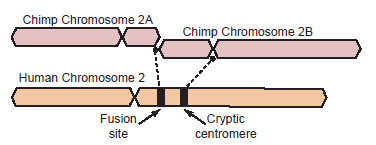 Chimp Chromosome 2A
Chimp Chromosome 2B
Human Chromosome 2
Fusion
site
Cryptic
centromere